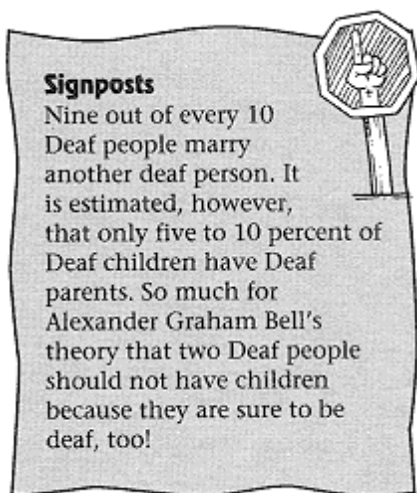 Signposts
Nine out of every 10
Deaf people marry
another deaf person. It
is estimated, however,
that only five to 10 percent of
Deaf children have Deaf
parents. So much for
Alexander Graham Bell's
theory that two Deaf people
should not have children
because they are sure to be
deaf, too!